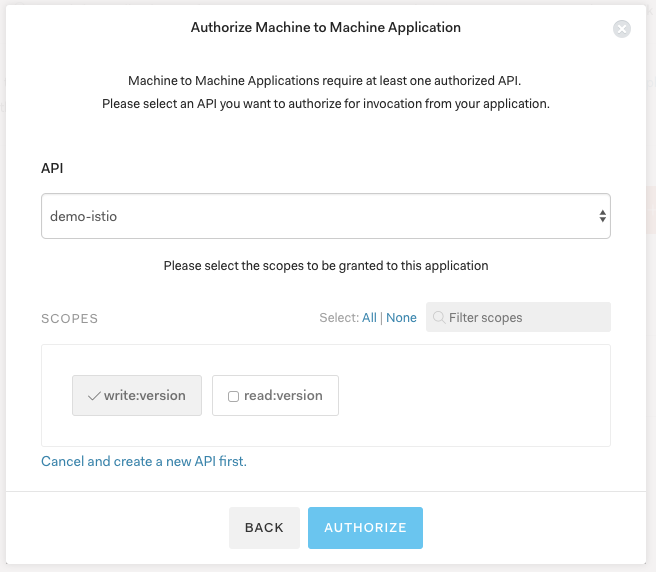 Authorize Machine to Machine Application
Machine to Machine Applications require at least one authorized API.
Please select an API you want to authorize for invocation from your application.
API
demo-istio
Please select the scopes to be granted to this application
SCOPES
Select: All | None
Filter scopes
write:version
read:version
Cancel and create a new API first.
BACK
AUTHORIZE